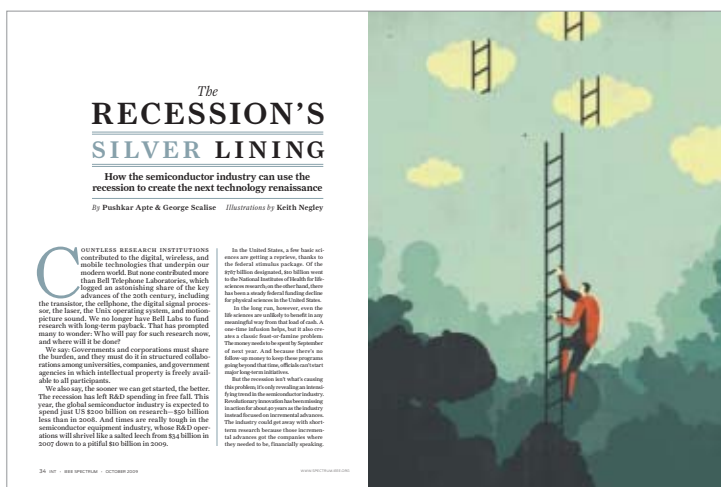 The
RECESSION'S
SILVER LINING
How the semiconductor industry can use the
recession to create the next technology renaissance
By Pushkar Apte & George Scalise Illustrations by Keith Negley
COUNTLESS RESEARCH INSTITUTIONS
contributed to the digital, wireless, and
mobile technologies that underpin our
modern world. But none contributed more
than Bell Telephone Laboratories, which
logged an astonishing share of the key
advances of the 20th century, including
the transistor, the cellphone, the digital signal proces-
sor, the laser, the Unix operating system, and motion-
picture sound. We no longer have Bell Labs to fund
research with long-term payback. That has prompted
many to wonder: Who will pay for such research now,
and where will it be done?
We say: Governments and corporations must share
the burden, and they must do it in structured collabo-
rations among universities, companies, and government
agencies in which intellectual property is freely avail-
able to all participants.
We also say, the sooner we can get started, the better.
The recession has left R&D spending in free fall. This
year, the global semiconductor industry is expected to
spend just US $200 billion on research—$50 billion
less than in 2008. And times are really tough in the
semiconductor equipment industry, whose R&D oper-
ations will shrivel like a salted leech from $34 billion in
2007 down to a pitiful $10 billion in 2009.
In the United States, a few basic sci-
ences are getting a reprieve, thanks to
the federal stimulus package. Of the
$787 billion designated, $10 billion went
to the National Institutes of Health for life-
sciences research; on the other hand, there
has been a steady federal funding decline
for physical sciences in the United States.
In the long run, however, even the
life sciences are unlikely to benefit in any
meaningful way from that load of cash. A
one-time infusion helps, but it also cre-
ates a classic feast-or-famine problem:
The money needs to be spent by September
of next year. And because there's no
follow-up money to keep these programs
going beyond that time, officials can't start
major long-term initiatives.
But the recession isn't what's causing
this problem; it's only revealing an intensi-
fying trend in the semiconductor industry.
Revolutionary innovation has been missing
in action for about 40 years as the industry
instead focused on incremental advances.
The industry could get away with short-
term research because those incremen-
tal advances got the companies where
they needed to be, financially speaking.
34 INT • IEEE SPECTRUM • OCTOBER 2009
WWW.SPECTRUM.IEEE.ORG